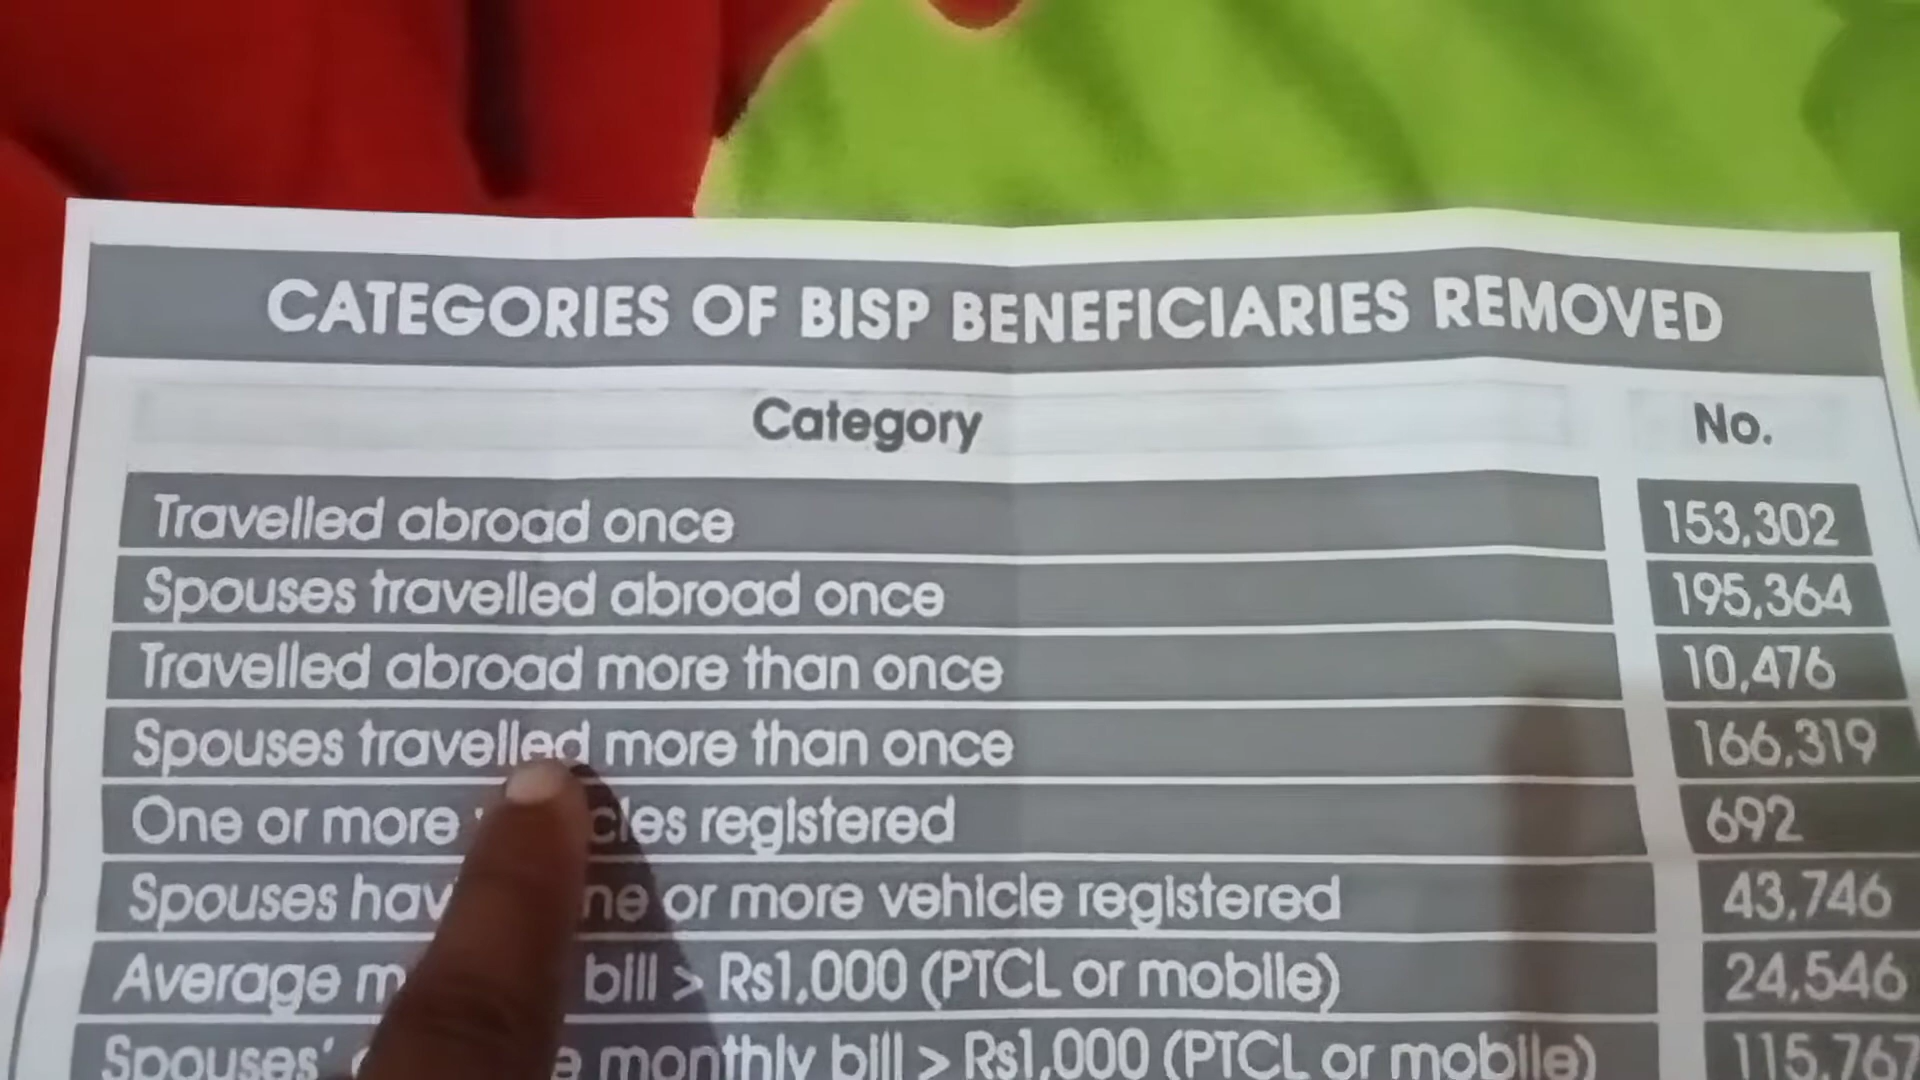 CATEGORIES OF BISP BENEFICIARIES REMOVED
Category No.
Travelled abroad once 153,302
Spouses travelled abroad once 195,364
Travelled abroad more than once 10,476
Spouses travelled more than once 166,319
One or more registered 692
Spouses or more vehicle registered 43,746
Average bill > Rs1,000 (PTCL or mobile) 24,546
Spouses' monthly bill > Rs1,000 (PTCL or mobile) 115,767